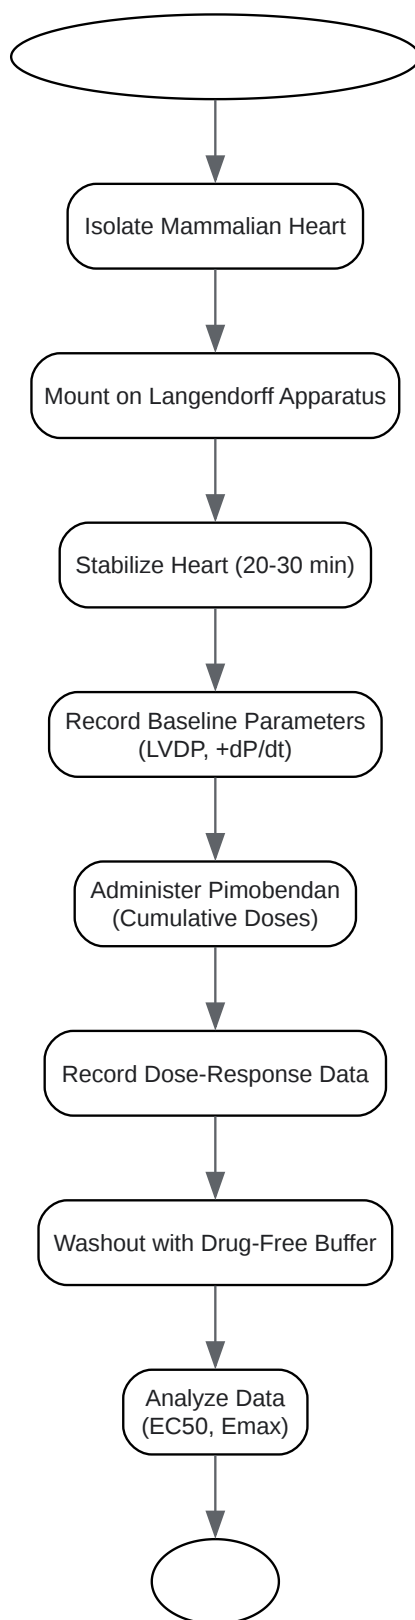 Isolate Mammalian Heart
Mount on Langendorff Apparatus
Stabilize Heart (20-30 min)
Record Baseline Parameters
(LVDP, +dP/dt)
Administer Pimobendan
(Cumulative Doses)
Record Dose-Response Data
Washout with Drug-Free Buffer
Analyze Data
(EC50, Emax)